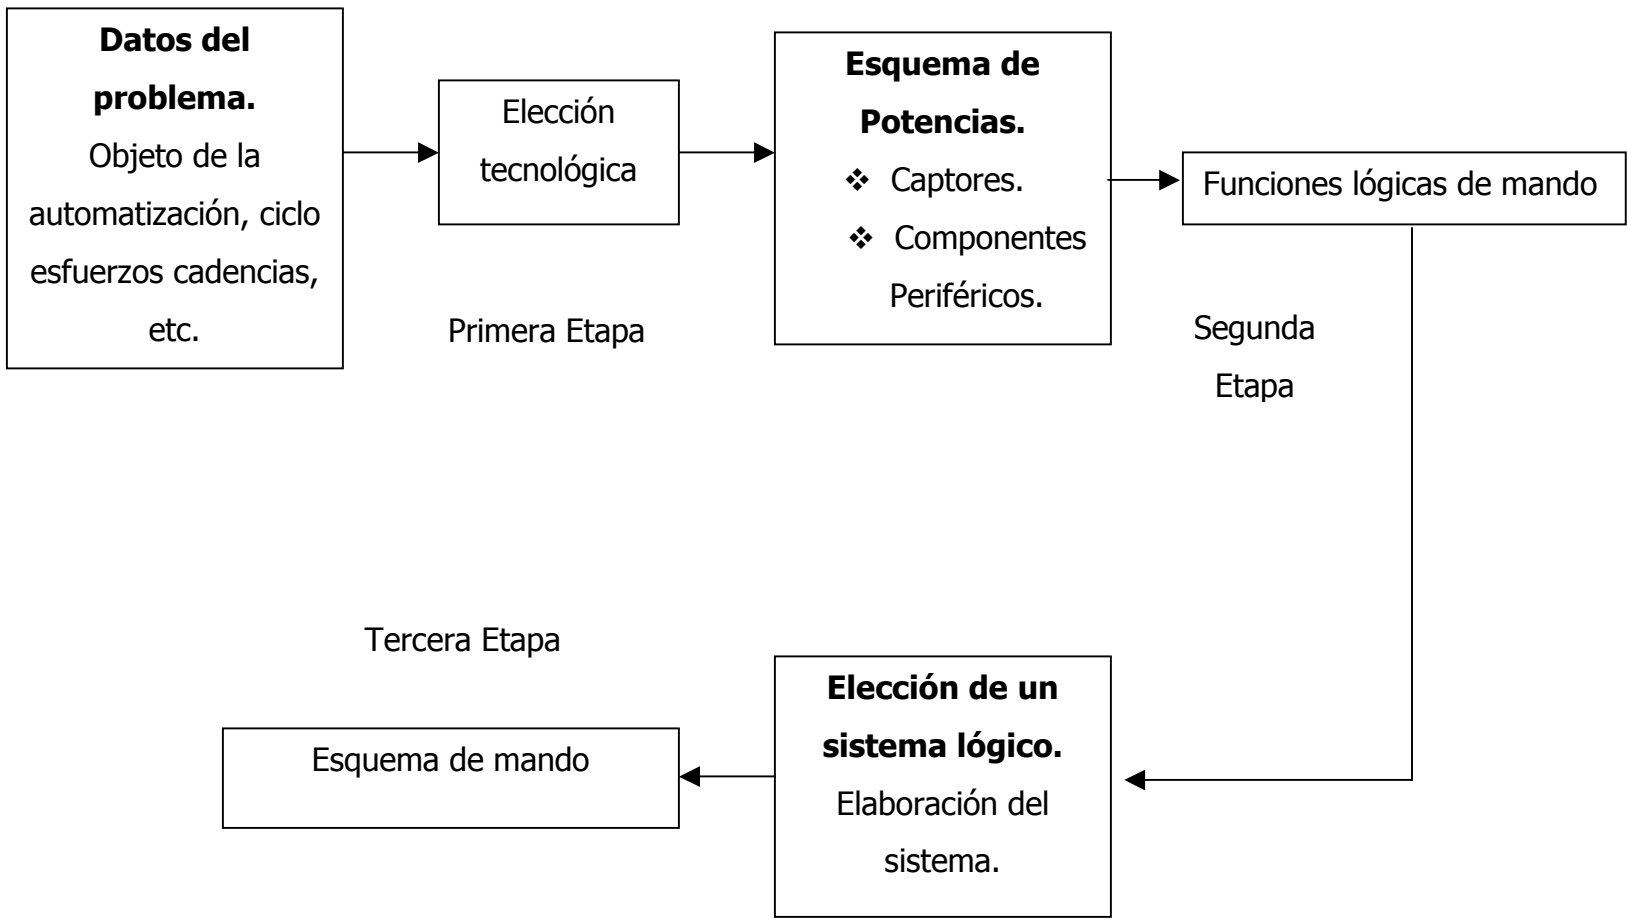 Datos del
problema.
Objeto de la
automatización, ciclo
esfuerzos cadencias,
etc.
Elección
tecnológica
Primera Etapa
Esquema de
Potencias.
❖ Captores.
❖ Componentes
Periféricos.
Funciones lógicas de mando
Segunda
Etapa
Tercera Etapa
Elección de un
sistema lógico.
Elaboración del
sistema.
Esquema de mando